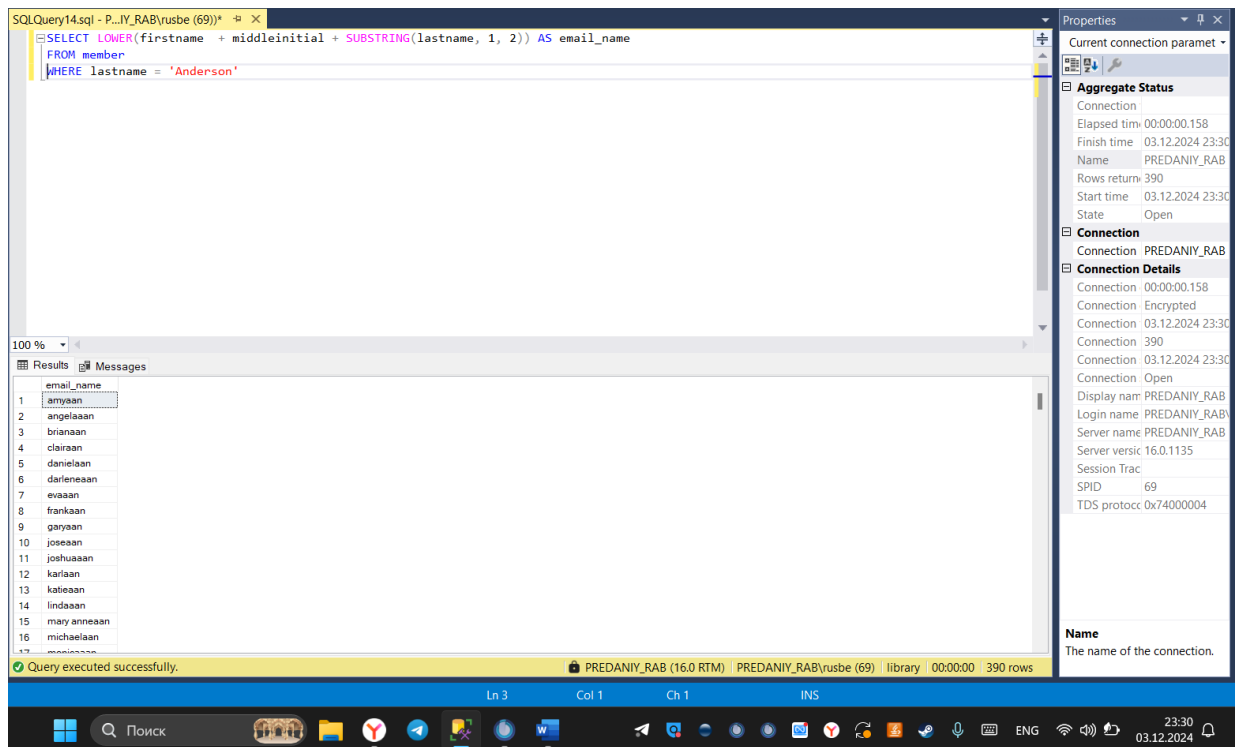 SQLQuery14.sql - P...IY_RAB\rusbe (69))*
SELECT LOWER(firstname  + middleinitial + SUBSTRING(lastname, 1, 2)) AS email_name
FROM member
WHERE lastname = 'Anderson'
100 %
Results Messages
email_name
1 amyaan
2 angelaaan
3 brianaan
4 clairaan
5 danielaan
6 darleneaan
7 evaaan
8 frankaan
9 garyaan
10 joseaan
11 joshuaaan
12 karlaan
13 katieaan
14 lindaaan
15 mary anneaan
16 michaelaan
Query executed successfully.
PREDANIY_RAB (16.0 RTM) PREDANIY_RAB\rusbe (69) library 00:00:00 390 rows
Properties
Current connection paramet
Aggregate Status
Connection
Elapsed tim 00:00:00.158
Finish time 03.12.2024 23:30
Name PREDANIY_RAB
Rows return 390
Start time 03.12.2024 23:30
State Open
Connection
Connection PREDANIY_RAB
Connection Details
Connection 00:00:00.158
Connection Encrypted
Connection 03.12.2024 23:30
Connection 390
Connection 03.12.2024 23:30
Connection Open
Display nam PREDANIY_RAB
Login name PREDANIY_RAB\
Server name PREDANIY_RAB
Server versic 16.0.1135
Session Trac
SPID 69
TDS protocc 0x74000004
Name
The name of the connection.
Ln 3 Col 1 Ch 1 INS
Поиск
ENG
23:30
03.12.2024